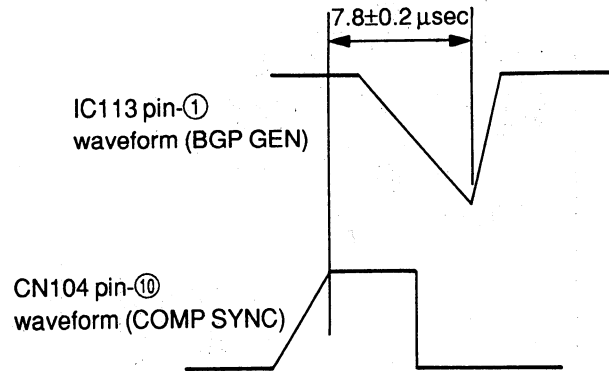 7.8±0.2 μsec
IC113 pin-①
waveform (BGP GEN)
CN104 pin-⑩
waveform (COMP SYNC)